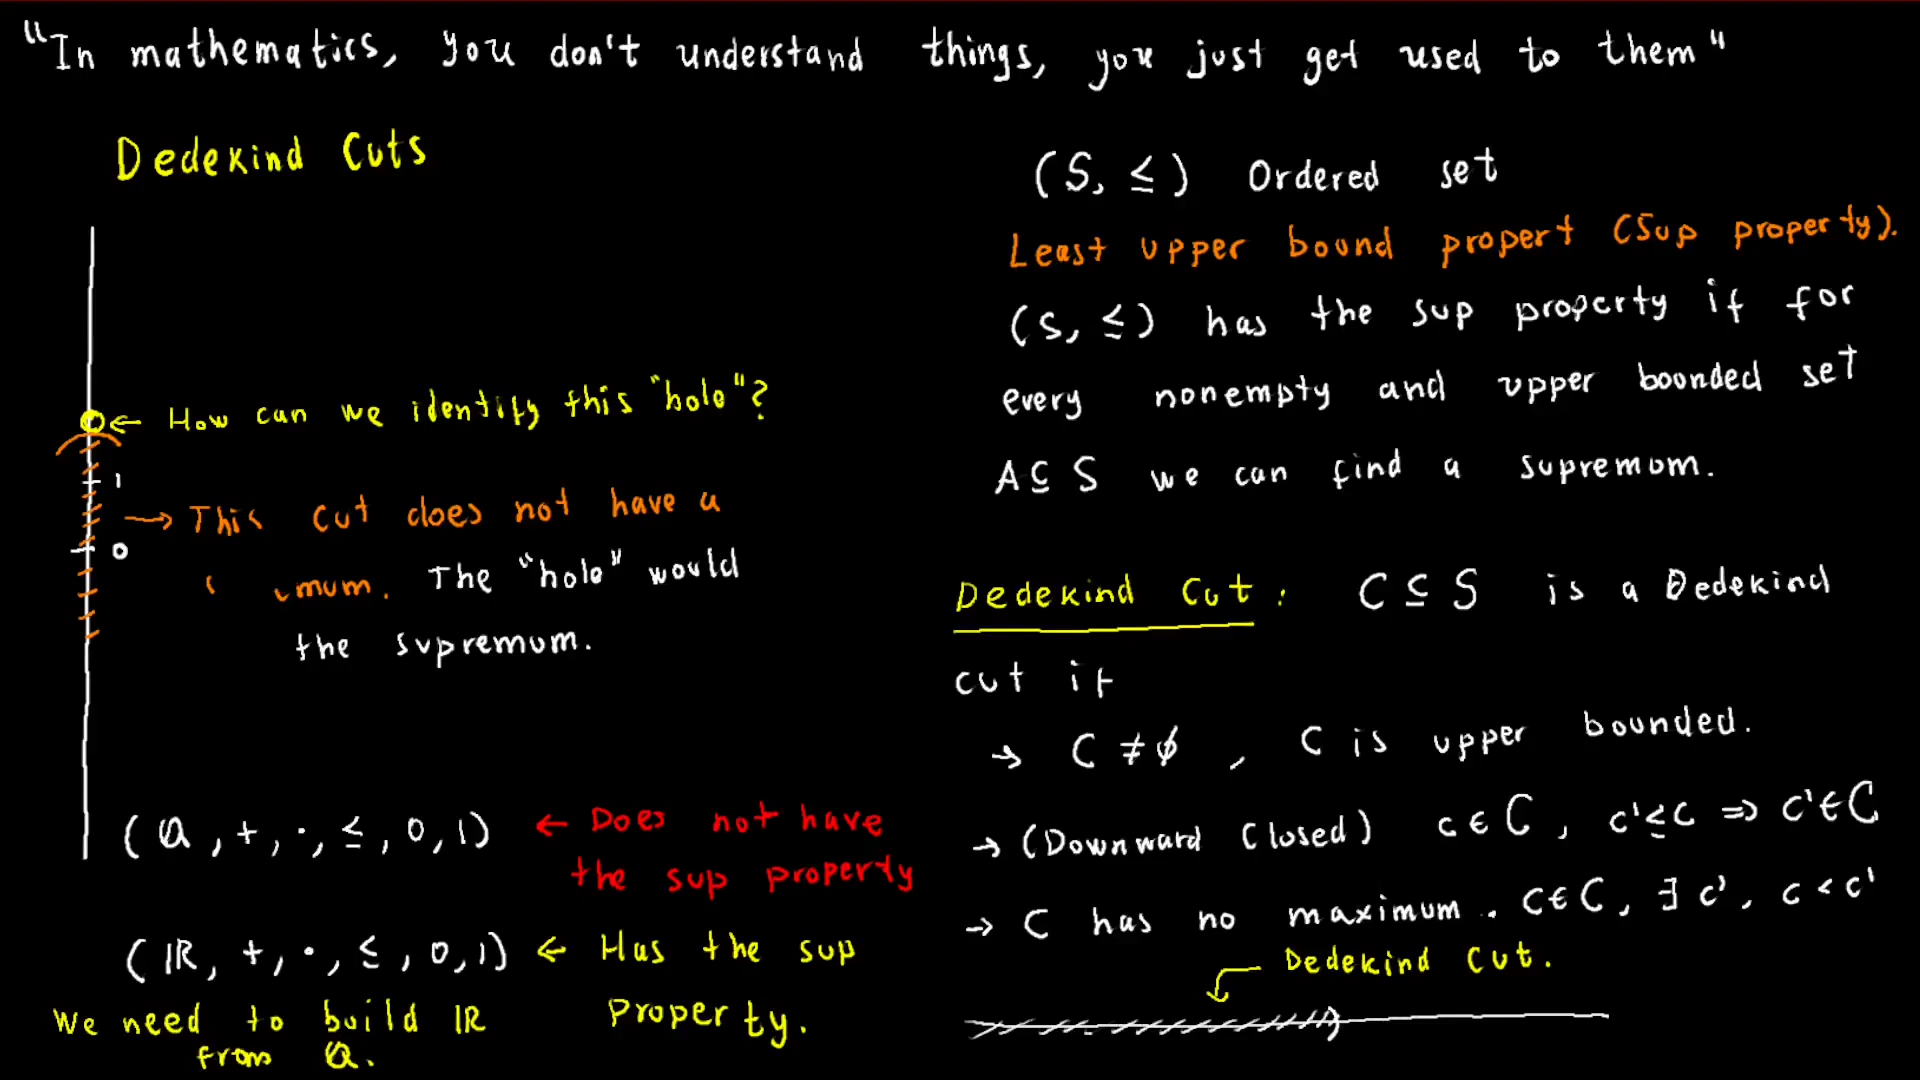 "In mathematics, you don't understand things, you just get used to them"
Dedekind Cuts
← How can we identify this "hole"?
1
→ This cut does not have a
mum. The "hole" would
0
the supremum.
(Q, +, ·, ≤, 0, 1) ← Does not have
the sup property
(ℝ, +, ·, ≤, 0, 1) ← Has the sup
property.
We need to build ℝ
from Q.
(S, ≤) Ordered set
Least upper bound propert (Sup property).
(S, ≤) has the sup property if for
every nonempty and upper bounded set
A ⊆ S we can find a supremum.
Dedekind Cut: C ⊆ S is a Dedekind
cut if
→ C ≠ ∅, C is upper bounded.
→ (Downward Closed) c ∈ C, c' ≤ c ⇒ c' ∈ C
→ C has no maximum. c ∈ C, ∃ c', c < c'
Dedekind Cut.